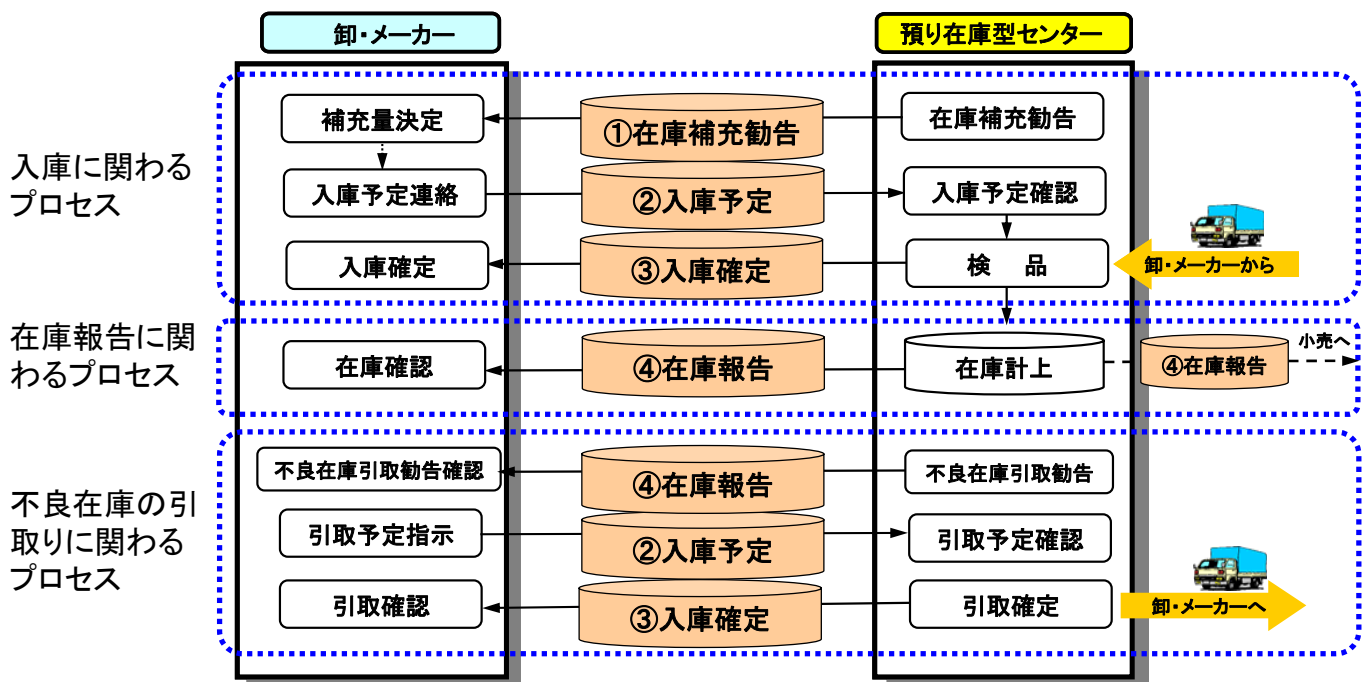 卸・メーカー
預り在庫型センター
入庫に関わる
プロセス
補充量決定
①在庫補充勧告
在庫補充勧告
入庫予定連絡
②入庫予定
入庫予定確認
入庫確定
③入庫確定
検　品
卸・メーカーから
在庫報告に関
わるプロセス
在庫確認
④在庫報告
在庫計上
④在庫報告
小売へ
不良在庫の引
取りに関わる
プロセス
不良在庫引取勧告確認
④在庫報告
不良在庫引取勧告
引取予定指示
②入庫予定
引取予定確認
引取確認
③入庫確定
引取確定
卸・メーカーへ